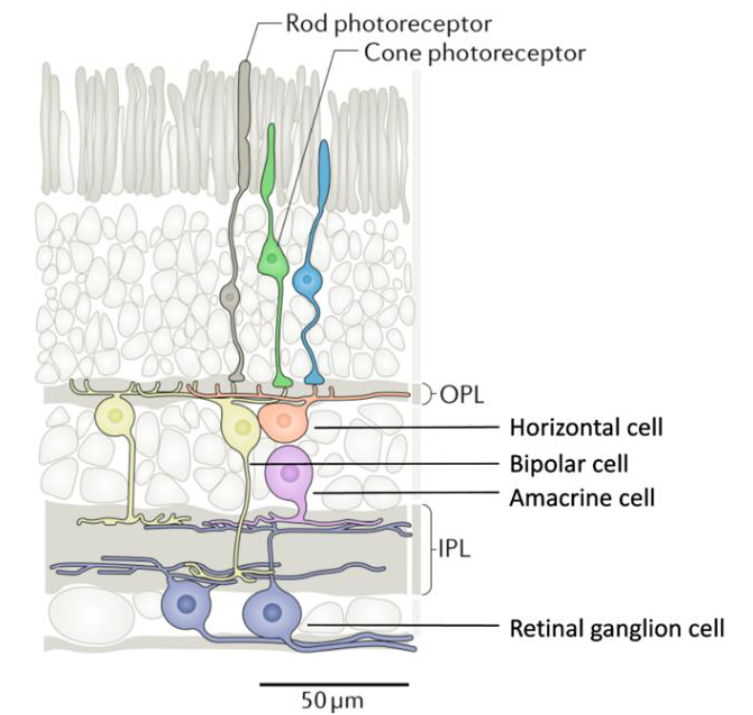 Rod photoreceptor
Cone photoreceptor
OPL
Horizontal cell
Bipolar cell
Amacrine cell
IPL
Retinal ganglion cell
50 μm